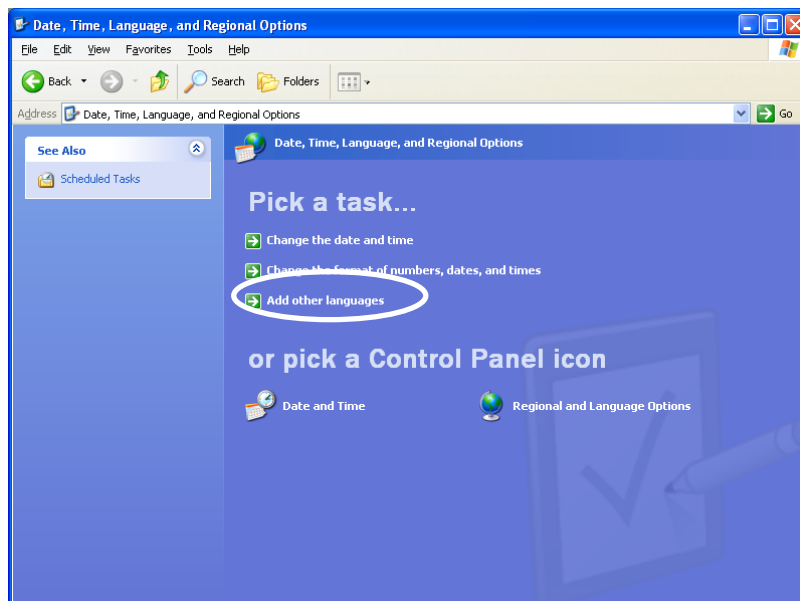 Date, Time, Language, and Regional Options
File Edit View Favorites Tools Help
Back Search Folders
Address Date, Time, Language, and Regional Options Go
See Also
Scheduled Tasks
Date, Time, Language, and Regional Options
Pick a task...
Change the date and time
Change the format of numbers, dates, and times
Add other languages
or pick a Control Panel icon
Date and Time Regional and Language Options